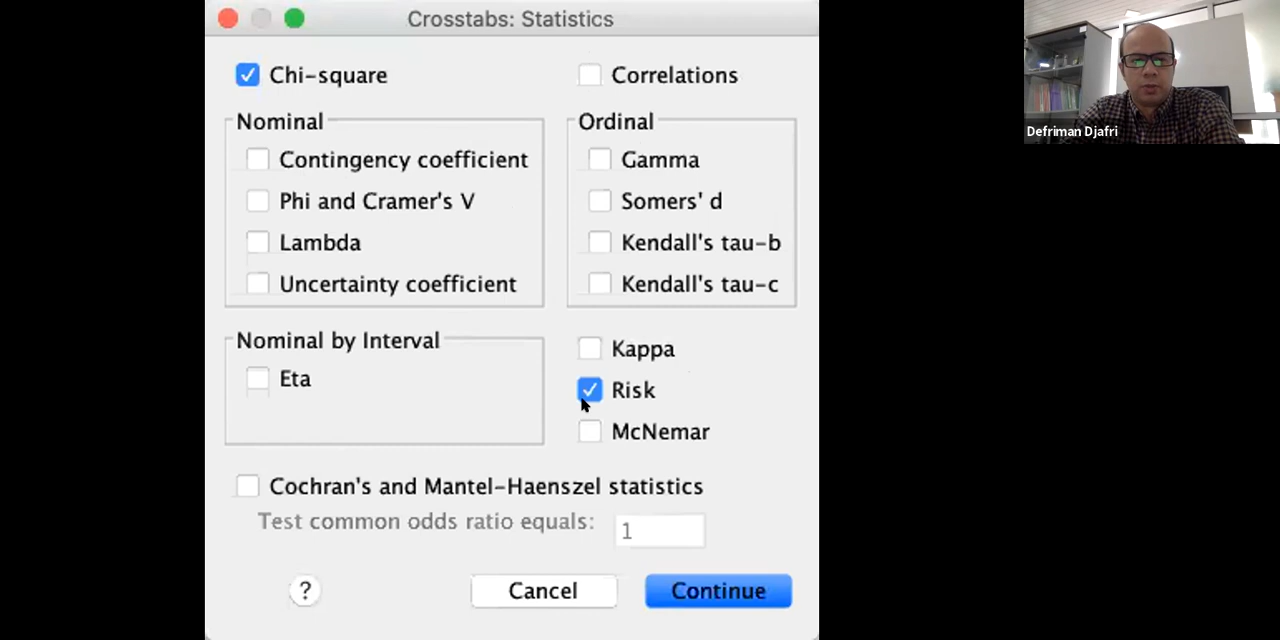 Crosstabs: Statistics
Chi-square
Correlations
Nominal
Contingency coefficient
Phi and Cramer's V
Lambda
Uncertainty coefficient
Ordinal
Gamma
Somers' d
Kendall's tau-b
Kendall's tau-c
Nominal by Interval
Eta
Kappa
Risk
McNemar
Cochran's and Mantel-Haenszel statistics
Test common odds ratio equals: 1
? Cancel Continue
Defriman Djafri